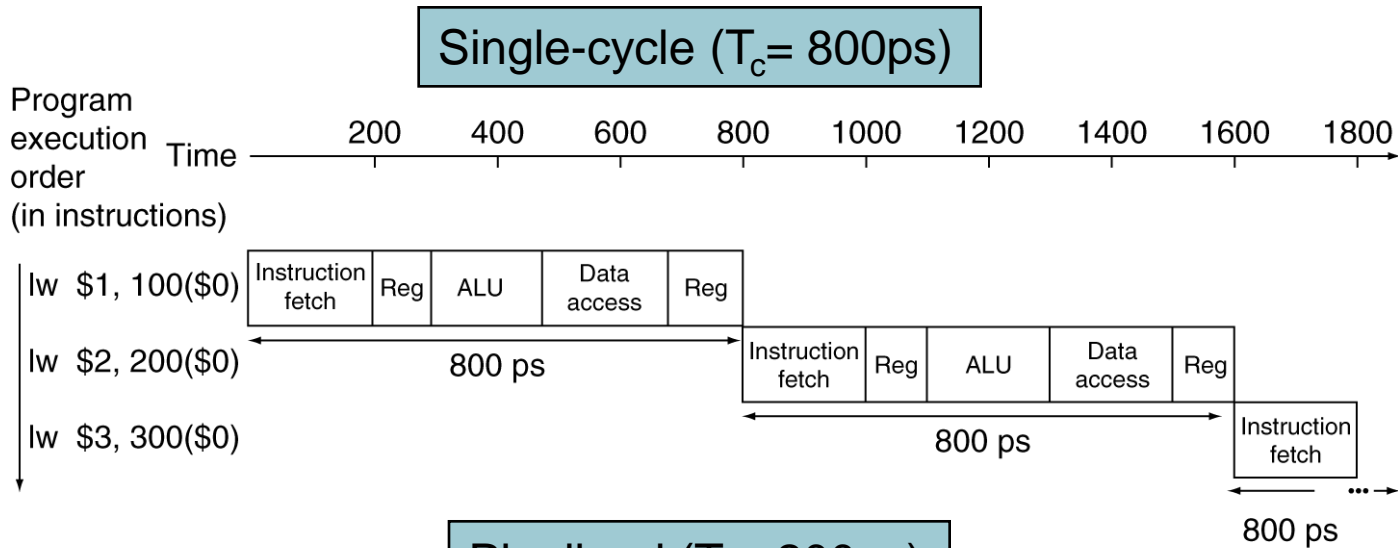 Single-cycle (Tc= 800ps)
Program
execution
order
(in instructions)
Time
200 400 600 800 1000 1200 1400 1600 1800
lw $1, 100($0)
Instruction
fetch
Reg
ALU
Data
access
Reg
800 ps
lw $2, 200($0)
Instruction
fetch
Reg
ALU
Data
access
Reg
800 ps
lw $3, 300($0)
Instruction
fetch
...
800 ps